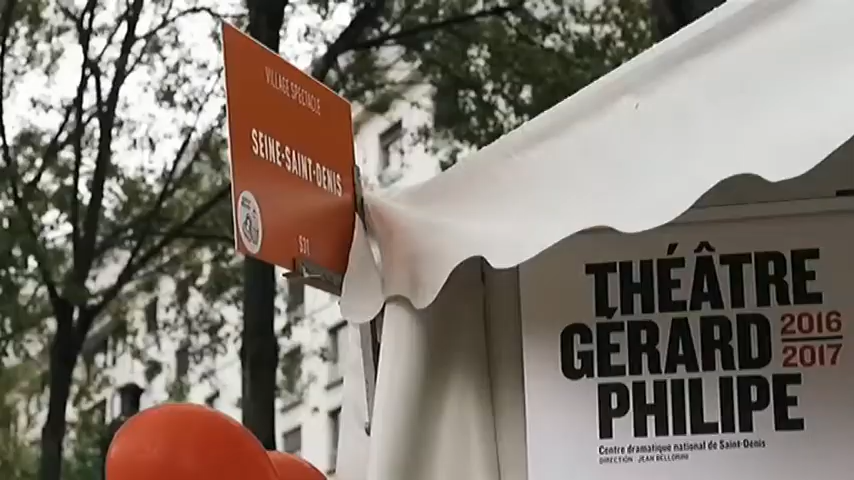 VILLAGE SPECTACLE
SEINE-SAINT-DENIS
S31
THÉÂTRE
GÉRARD
2016
2017
PHILIPE
Centre dramatique national de Saint-Denis
DIRECTION : JEAN BELLORINI